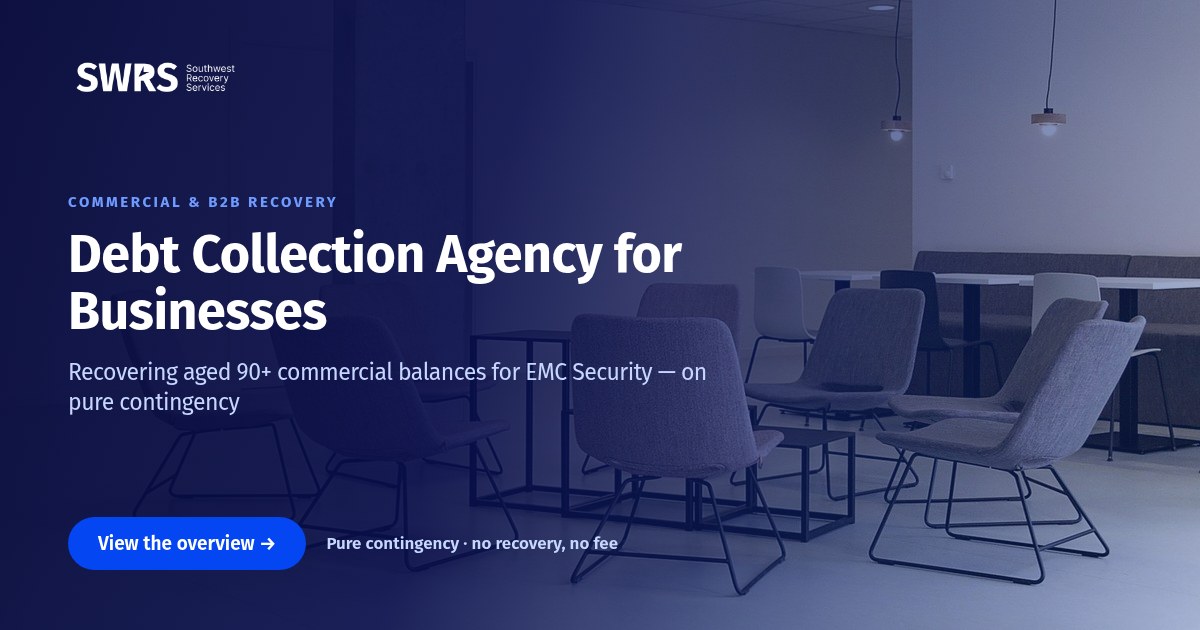 SWRS Southwest
Recovery
Services
COMMERCIAL & B2B RECOVERY
Debt Collection Agency for
Businesses
Recovering aged 90+ commercial balances for EMC Security — on
pure contingency
View the overview →
Pure contingency · no recovery, no fee